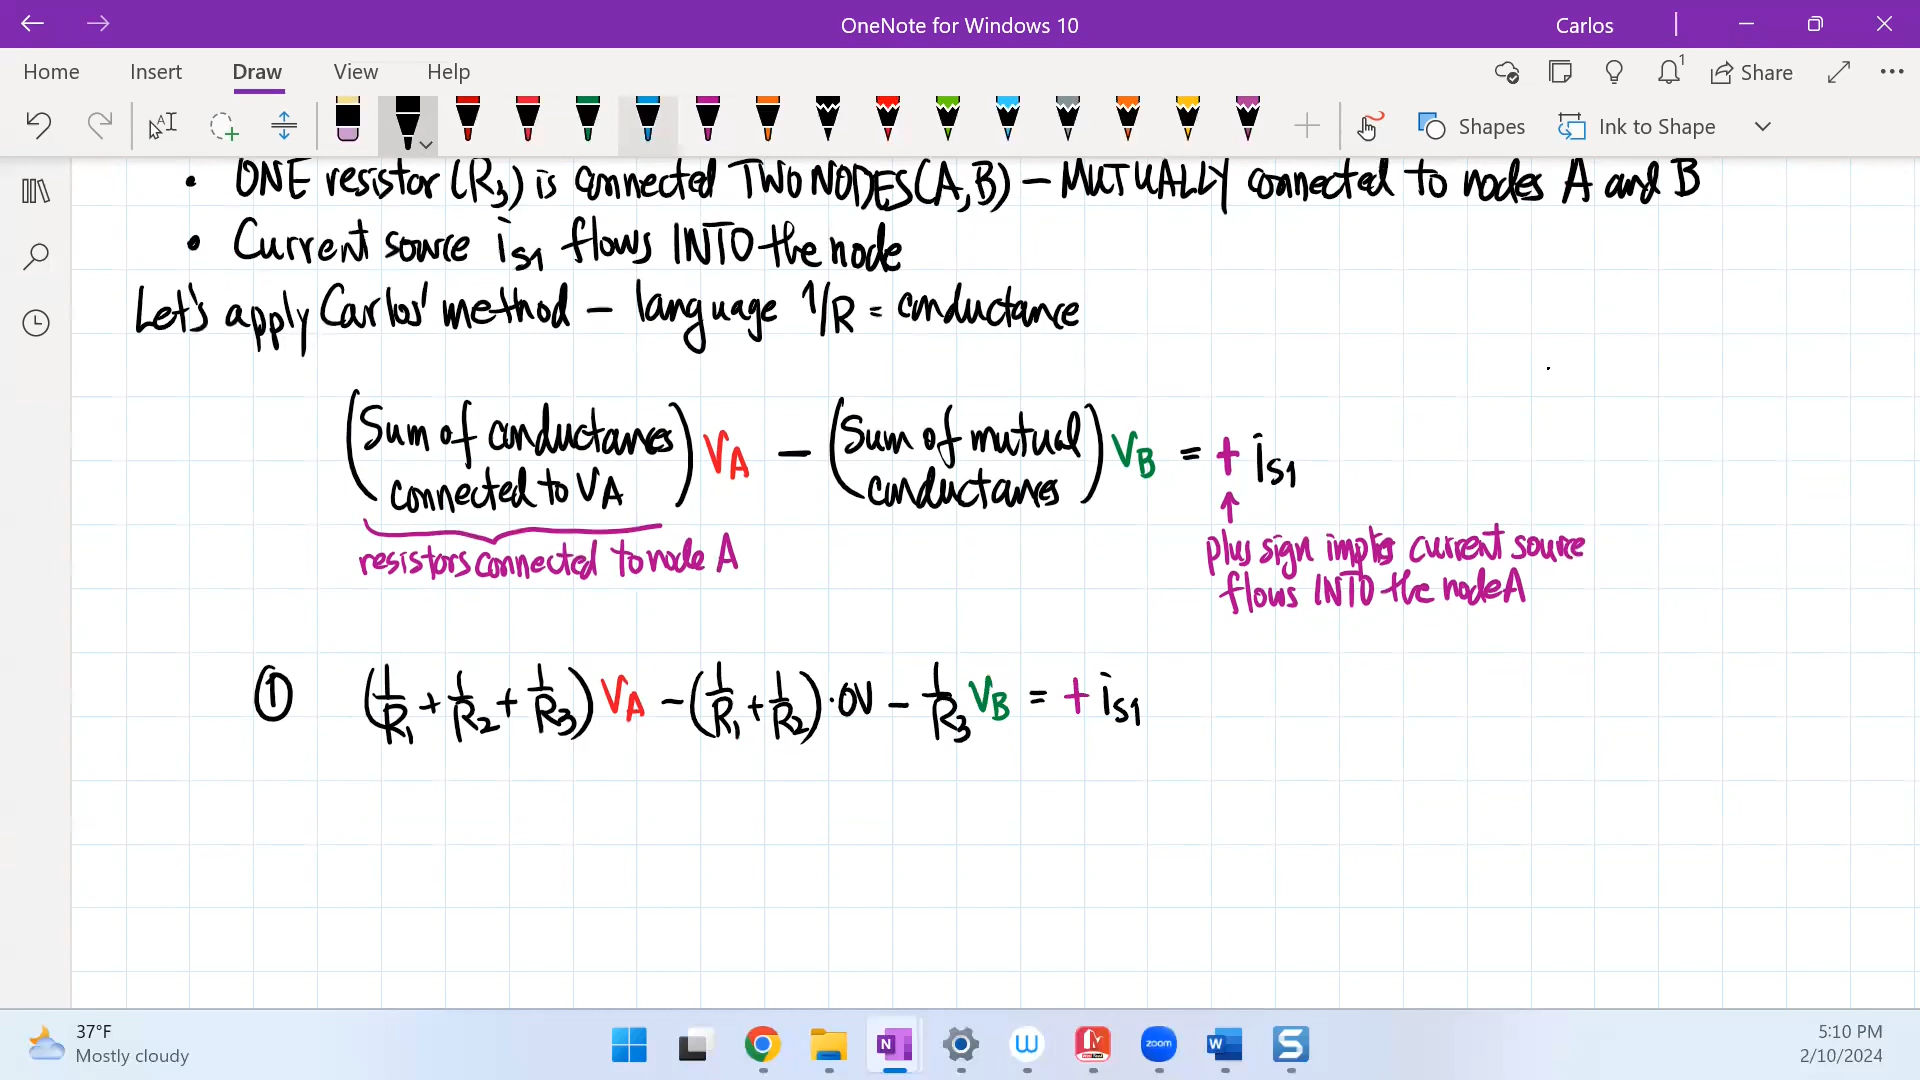 OneNote for Windows 10
Carlos
Home Insert Draw View Help
1
Share
Shapes
Ink to Shape
• ONE resistor (R3) is connected TWO NODES (A, B) – MUTUALLY connected to nodes A and B
• Current source is1 flows INTO the node
Let's apply Carlos' method – language 1/R = conductance
(Sum of conductances connected to VA) VA – (Sum of mutual conductances) VB = + is1
↑
resistors connected to node A
plus sign implies current source
flows INTO the node A
① (1/R1 + 1/R2 + 1/R3) VA – (1/R1 + 1/R2) · 0V – 1/R3 VB = + is1
37°F
Mostly cloudy
zoom
5:10 PM
2/10/2024